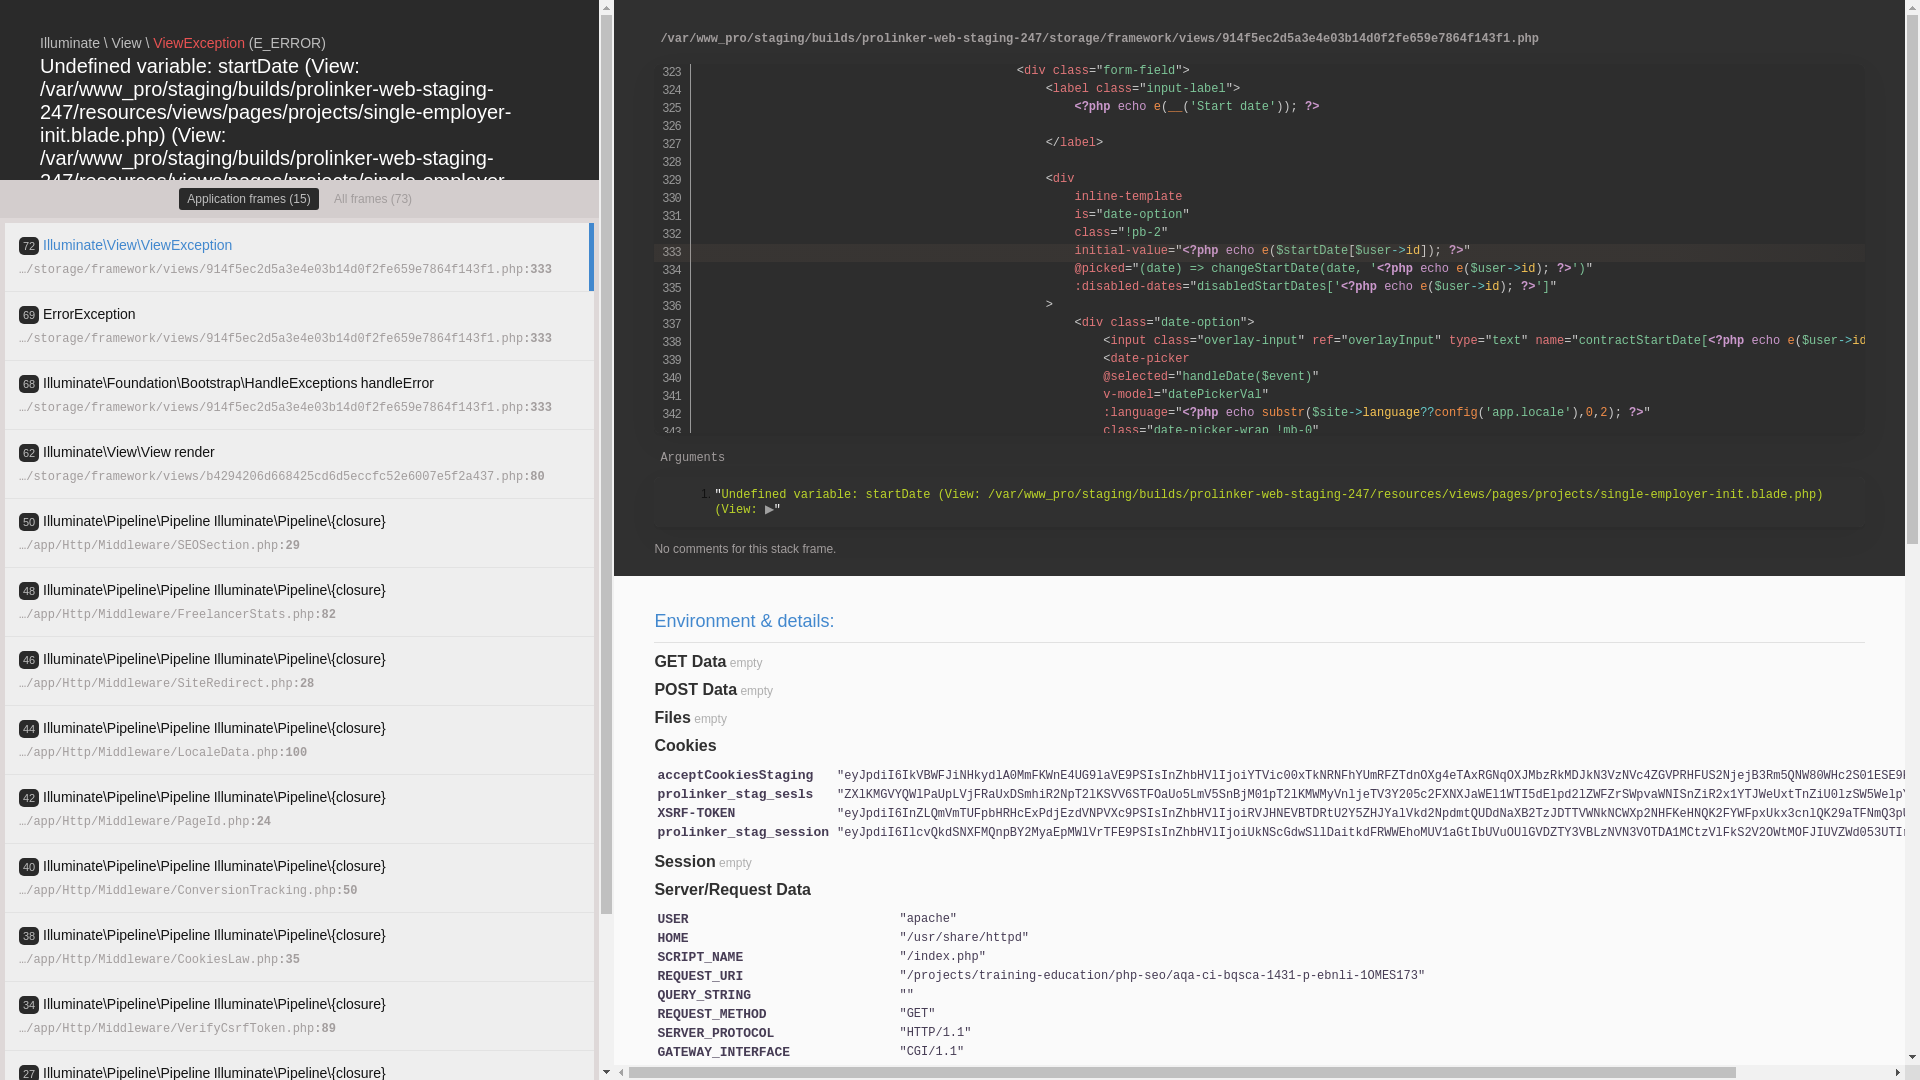 Illuminate \ View \ ViewException (E_ERROR)
Undefined variable: startDate (View:
/var/www_pro/staging/builds/prolinker-web-staging-
247/resources/views/pages/projects/single-employer-
init.blade.php) (View:
/var/www_pro/staging/builds/prolinker-web-staging-
247/resources/views/pages/projects/single-employer-
Application frames (15) All frames (73)
72 Illuminate\View\ViewException
…/storage/framework/views/914f5ec2d5a3e4e03b14d0f2fe659e7864f143f1.php:333
69 ErrorException
…/storage/framework/views/914f5ec2d5a3e4e03b14d0f2fe659e7864f143f1.php:333
68 Illuminate\Foundation\Bootstrap\HandleExceptions handleError
…/storage/framework/views/914f5ec2d5a3e4e03b14d0f2fe659e7864f143f1.php:333
62 Illuminate\View\View render
…/storage/framework/views/b4294206d668425cd6d5eccfc52e6007e5f2a437.php:80
50 Illuminate\Pipeline\Pipeline Illuminate\Pipeline\{closure}
…/app/Http/Middleware/SEOSection.php:29
48 Illuminate\Pipeline\Pipeline Illuminate\Pipeline\{closure}
…/app/Http/Middleware/FreelancerStats.php:82
46 Illuminate\Pipeline\Pipeline Illuminate\Pipeline\{closure}
…/app/Http/Middleware/SiteRedirect.php:28
44 Illuminate\Pipeline\Pipeline Illuminate\Pipeline\{closure}
…/app/Http/Middleware/LocaleData.php:100
42 Illuminate\Pipeline\Pipeline Illuminate\Pipeline\{closure}
…/app/Http/Middleware/PageId.php:24
40 Illuminate\Pipeline\Pipeline Illuminate\Pipeline\{closure}
…/app/Http/Middleware/ConversionTracking.php:50
38 Illuminate\Pipeline\Pipeline Illuminate\Pipeline\{closure}
…/app/Http/Middleware/CookiesLaw.php:35
34 Illuminate\Pipeline\Pipeline Illuminate\Pipeline\{closure}
…/app/Http/Middleware/VerifyCsrfToken.php:89
27 Illuminate\Pipeline\Pipeline Illuminate\Pipeline\{closure}
/var/www_pro/staging/builds/prolinker-web-staging-247/storage/framework/views/914f5ec2d5a3e4e03b14d0f2fe659e7864f143f1.php
323 <div class="form-field">
324 <label class="input-label">
325 <?php echo e(__('Start date')); ?>
326
327 </label>
328
329 <div
330 inline-template
331 is="date-option"
332 class="!pb-2"
333 initial-value="<?php echo e($startDate[$user->id]); ?>"
334 @picked="(date) => changeStartDate(date, '<?php echo e($user->id); ?>')"
335 :disabled-dates="disabledStartDates['<?php echo e($user->id); ?>']"
336 >
337 <div class="date-option">
338 <input class="overlay-input" ref="overlayInput" type="text" name="contractStartDate[<?php echo e($user->id
339 <date-picker
340 @selected="handleDate($event)"
341 v-model="datePickerVal"
342 :language="<?php echo substr($site->language??config('app.locale'),0,2); ?>"
343 class="date-picker-wrap !mb-0"
Arguments
1. "Undefined variable: startDate (View: /var/www_pro/staging/builds/prolinker-web-staging-247/resources/views/pages/projects/single-employer-init.blade.php)
(View: ▶"
No comments for this stack frame.
Environment & details:
GET Data empty
POST Data empty
Files empty
Cookies
acceptCookiesStaging
prolinker_stag_sesls
XSRF-TOKEN
prolinker_stag_session
Session empty
Server/Request Data
USER "apache"
HOME "/usr/share/httpd"
SCRIPT_NAME "/index.php"
REQUEST_URI "/projects/training-education/php-seo/aqa-ci-bqsca-1431-p-ebnli-1OMES173"
QUERY_STRING ""
REQUEST_METHOD "GET"
SERVER_PROTOCOL "HTTP/1.1"
GATEWAY_INTERFACE "CGI/1.1"